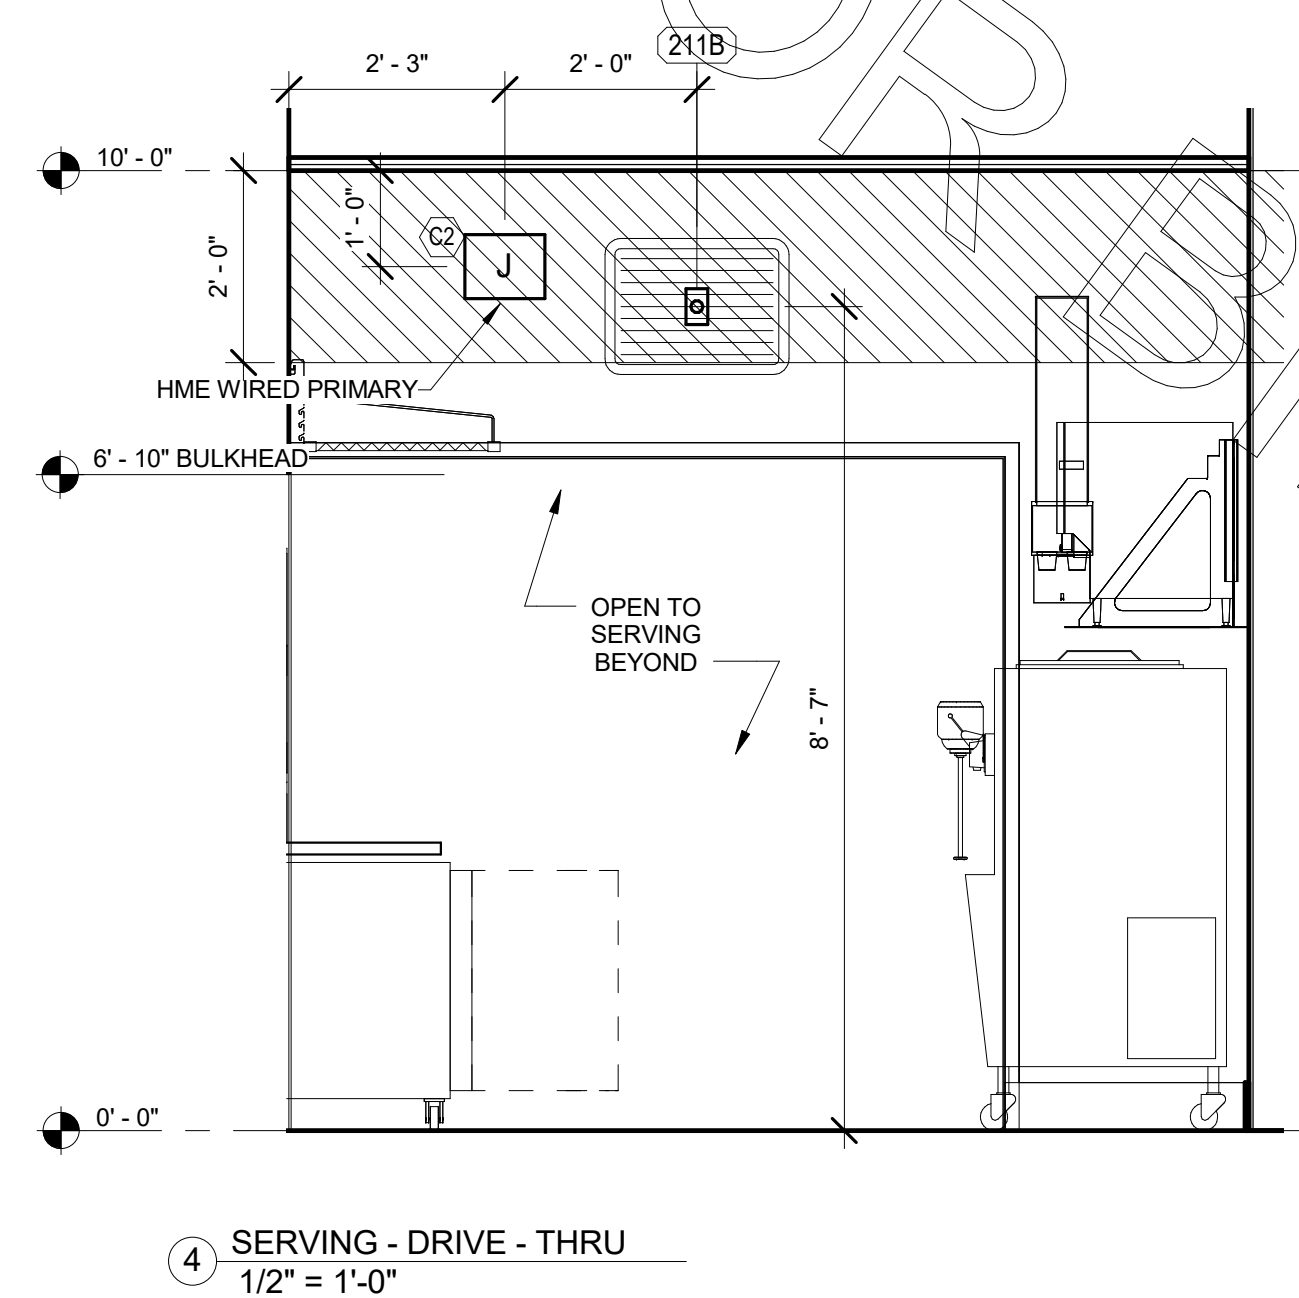 211B
2' - 3"
2' - 0"
10' - 0"
1' - 0"
C2
J
2' - 0"
HME WIRED PRIMARY
6' - 10" BULKHEAD
OPEN TO
SERVING
BEYOND
8' - 7"
0' - 0"
4
SERVING - DRIVE - THRU
1/2" = 1'-0"